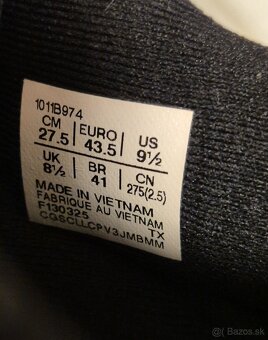 1011B974
CM EURO US
27.5 43.5 9½
UK BR CN
8½ 41 275(2.5)
MADE IN VIETNAM
FABRIQUE AU VIETNAM
F130325 TX
CQSCLLCPV3JMBMM
© bazos.sk